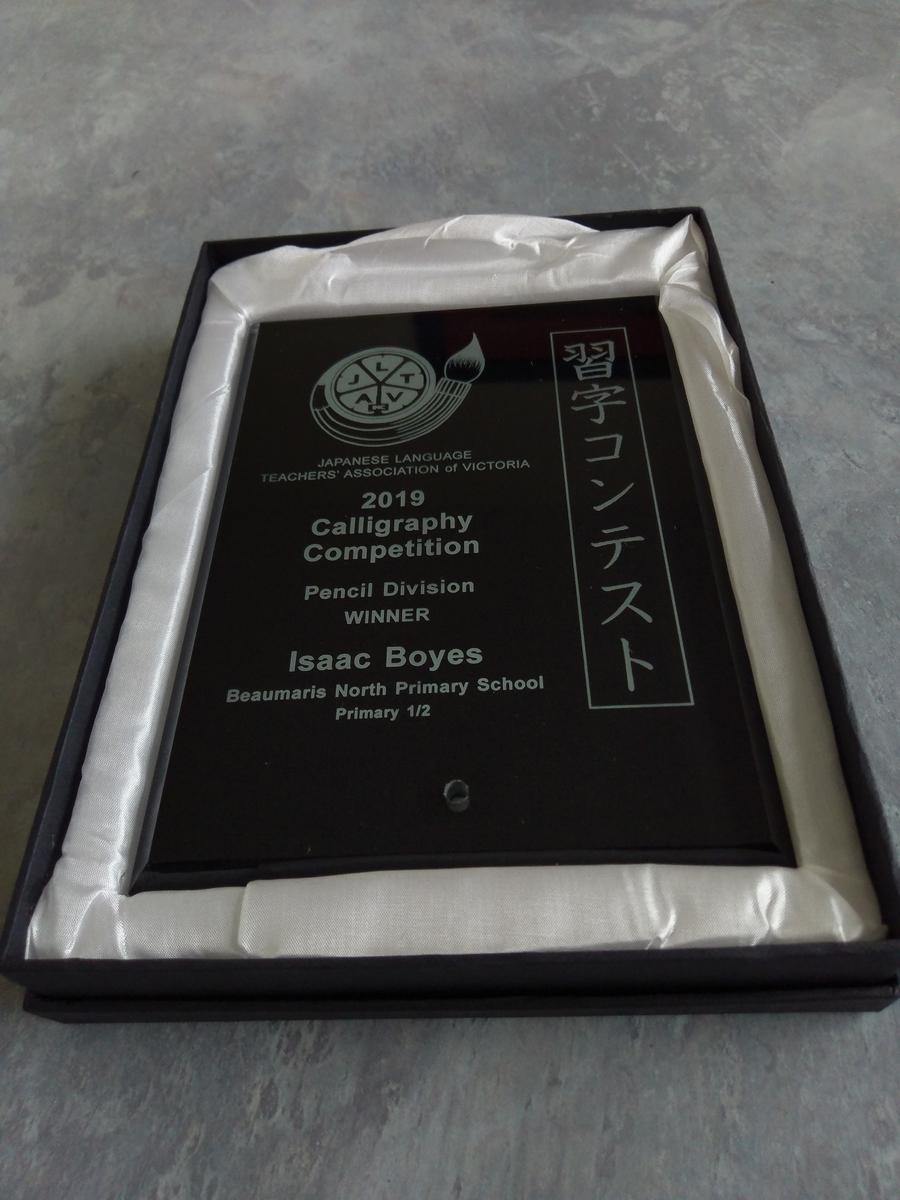 J L T A V
JAPANESE LANGUAGE
TEACHERS' ASSOCIATION of VICTORIA
2019
Calligraphy
Competition
Pencil Division
WINNER
Isaac Boyes
Beaumaris North Primary School
Primary 1/2
習字コンテスト